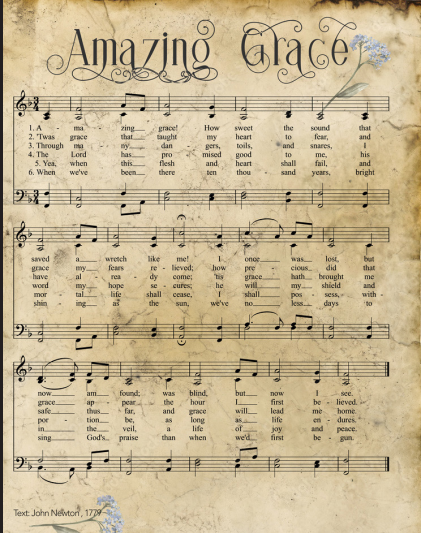 Amazing Grace
1. A - ma zing grace! How sweet the sound that
2. 'Twas grace that taught my heart to fear, and
3. Through ma ny dan gers, toils, and snares, I
4. The Lord has pro mised good to me, his
5. Yea, when this flesh and heart shall fail, and
6. When we've been there ten thou sand years, bright
saved a wretch like me! I once was lost, but
grace my fears re - lieved; how pre - cious did that
have al - rea - dy come; 'his grace hath brought me
word my hope se - cures; he will my shield and
mor - tal life shall cease, I shall pos - sess, with -
shin - ing as the sun, we've no less days to
now am found; was blind, but now I see.
grace ap - pear the hour I first be - lieved.
safe thus far, and grace will lead me home.
por - tion be, as long as life en - dures.
in the veil, a life of joy and peace.
sing God's praise than when we'd first be - gun.
Text: John Newton , 1779